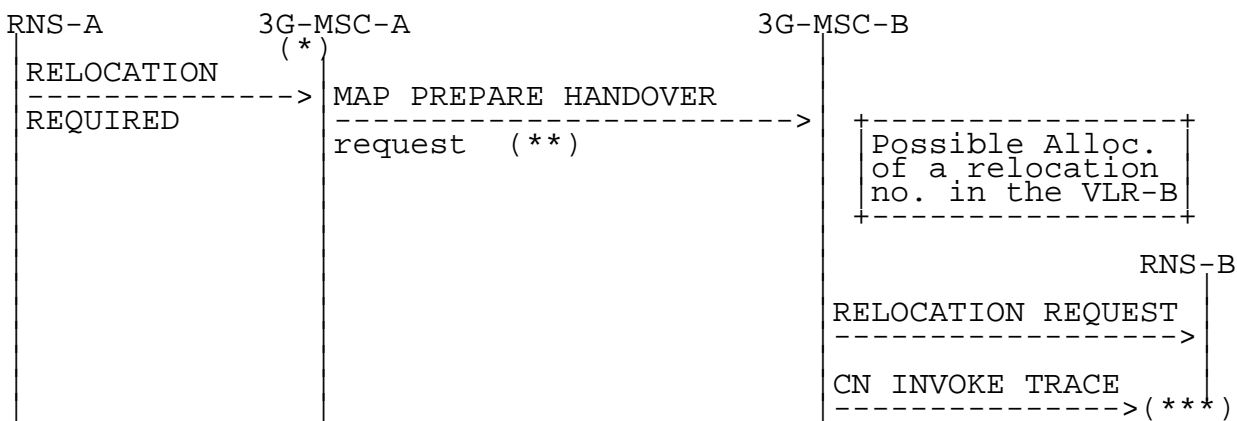 RNS-A 3G-MSC-A 3G-MSC-B
(*)
RELOCATION
REQUIRED
MAP PREPARE HANDOVER
request (**)
Possible Alloc.
of a relocation
no. in the VLR-B
RNS-B
RELOCATION REQUEST
CN INVOKE TRACE
(***)